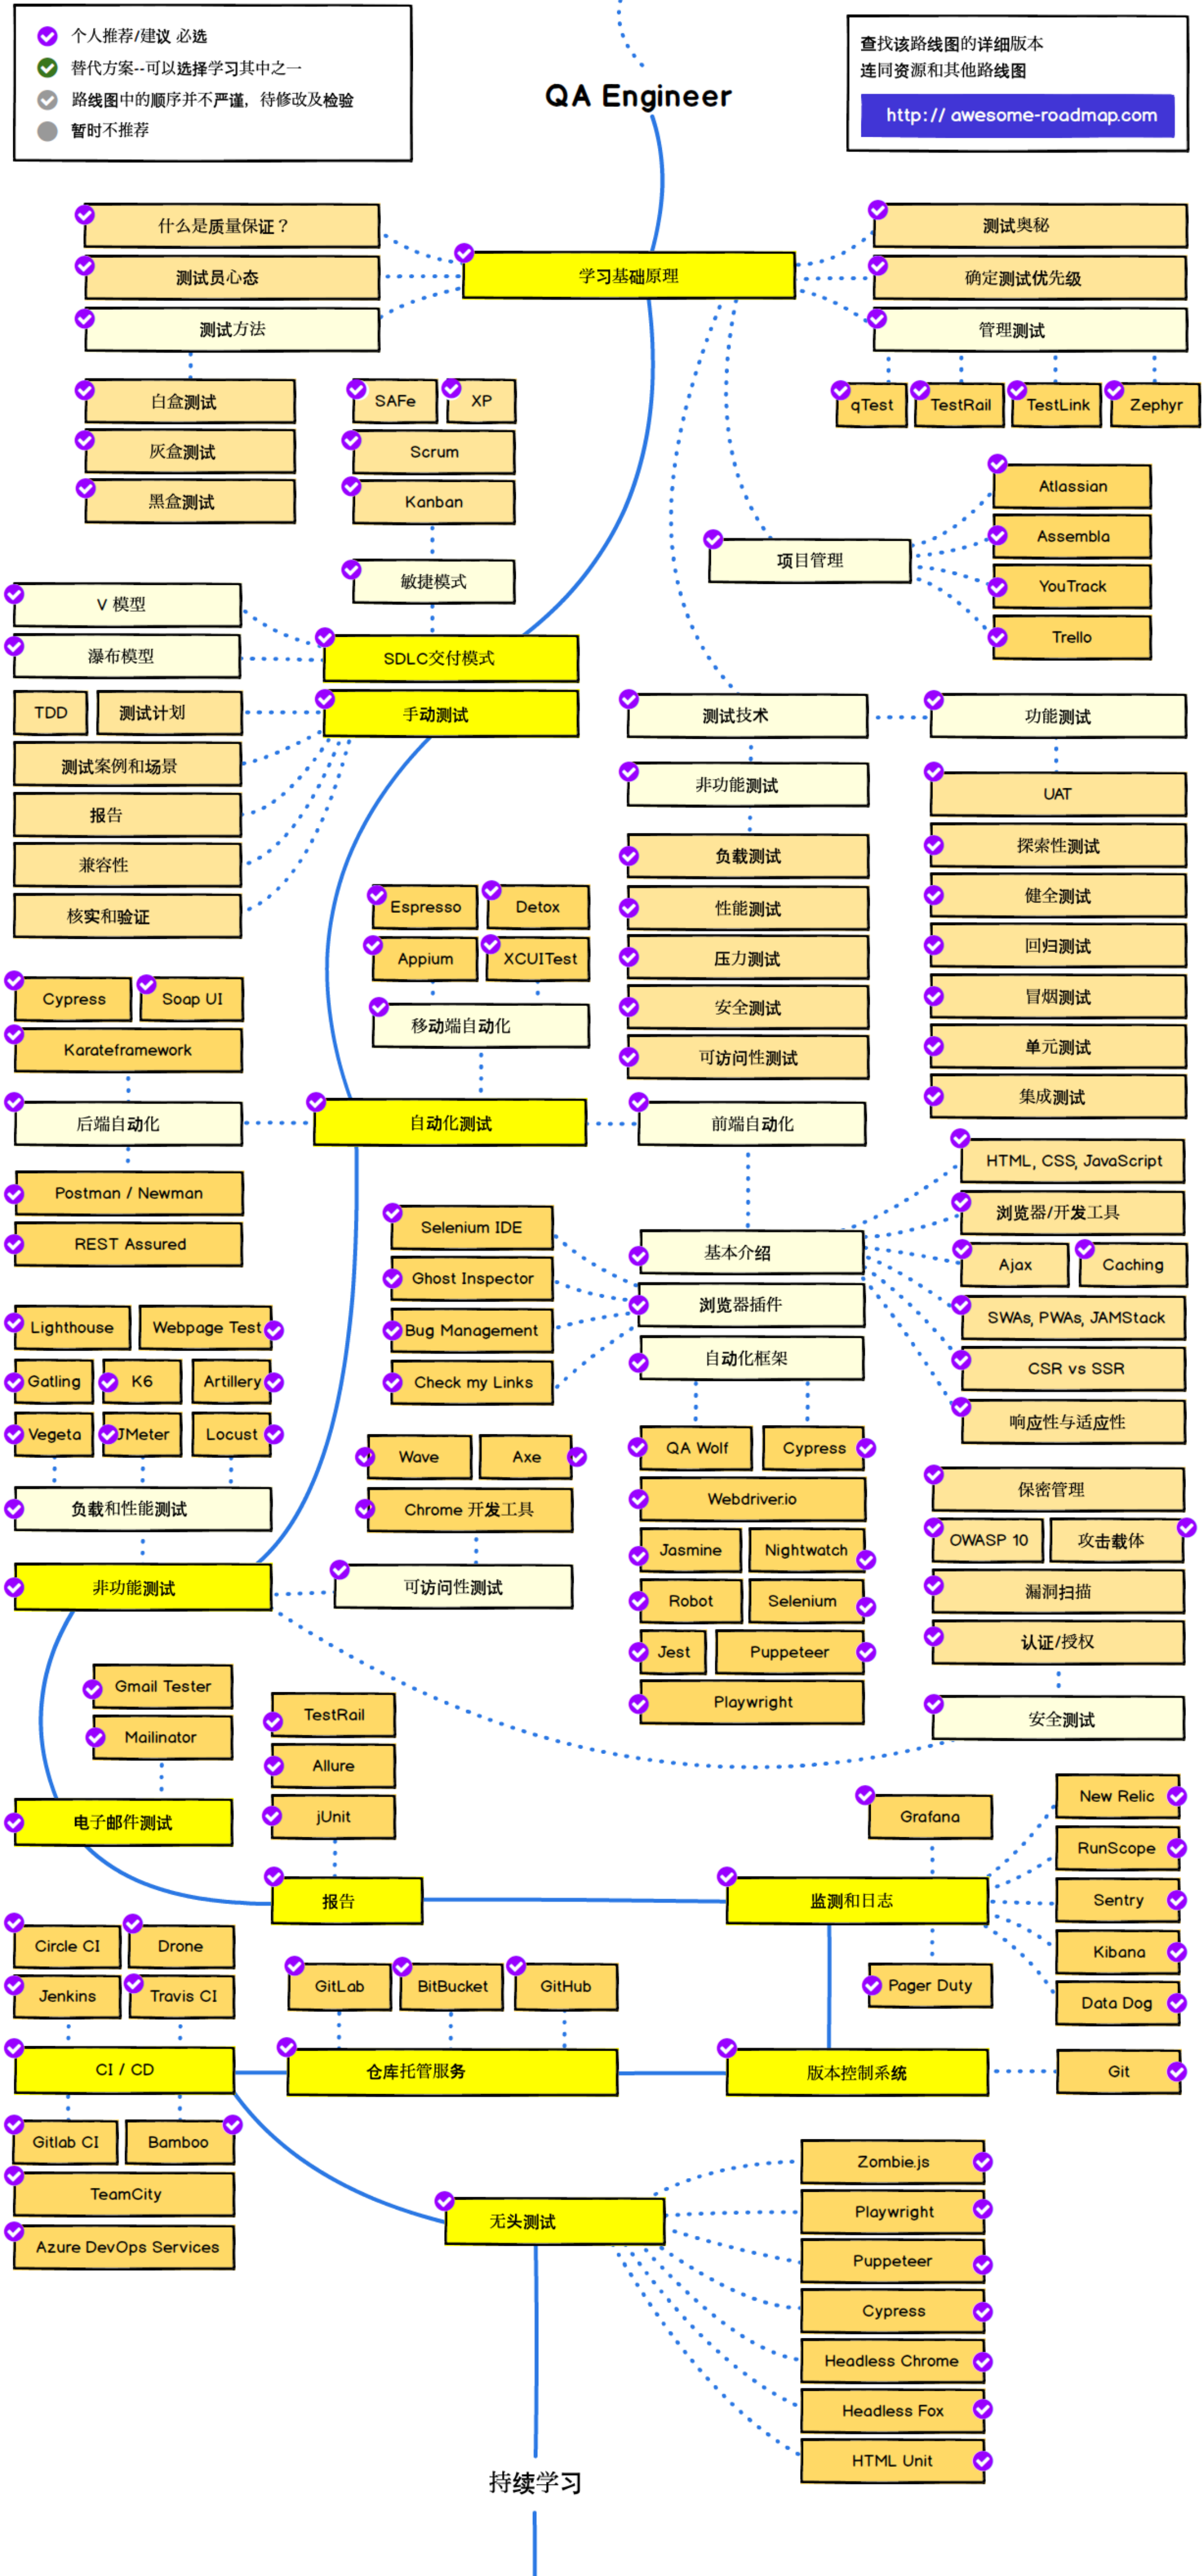 个人推荐/建议 必选
替代方案--可以选择学习其中之一
路线图中的顺序并不严谨，待修改及检验
暂时不推荐
QA Engineer
查找该路线图的详细版本
连同资源和其他路线图
http:// awesome-roadmap.com
什么是质量保证？
测试员心态
测试方法
学习基础原理
测试奥秘
确定测试优先级
管理测试
白盒测试
灰盒测试
黑盒测试
SAFe
XP
Scrum
Kanban
敏捷模式
qTest
TestRail
TestLink
Zephyr
项目管理
Atlassian
Assembla
YouTrack
Trello
V 模型
瀑布模型
SDLC交付模式
手动测试
TDD
测试计划
测试案例和场景
报告
兼容性
核实和验证
测试技术
功能测试
非功能测试
负载测试
性能测试
压力测试
安全测试
可访问性测试
UAT
探索性测试
健全测试
回归测试
冒烟测试
单元测试
集成测试
Espresso
Detox
Appium
XCUITest
移动端自动化
Cypress
Soap UI
Karateframework
后端自动化
自动化测试
前端自动化
Postman / Newman
REST Assured
Selenium IDE
Ghost Inspector
Bug Management
Check my Links
基本介绍
浏览器插件
自动化框架
HTML, CSS, JavaScript
浏览器/开发工具
Ajax
Caching
SWAs, PWAs, JAMStack
CSR vs SSR
响应性与适应性
Lighthouse
Webpage Test
Gatling
K6
Artillery
Vegeta
JMeter
Locust
负载和性能测试
非功能测试
Wave
Axe
Chrome 开发工具
可访问性测试
QA Wolf
Cypress
Webdriver.io
Jasmine
Nightwatch
Robot
Selenium
Jest
Puppeteer
Playwright
保密管理
OWASP 10
攻击载体
漏洞扫描
认证/授权
安全测试
Gmail Tester
Mailinator
电子邮件测试
TestRail
Allure
jUnit
报告
Grafana
监测和日志
Pager Duty
New Relic
RunScope
Sentry
Kibana
Data Dog
Circle CI
Drone
Jenkins
Travis CI
CI / CD
GitLab
BitBucket
GitHub
仓库托管服务
版本控制系统
Git
Gitlab CI
Bamboo
TeamCity
Azure DevOps Services
无头测试
Zombie.js
Playwright
Puppeteer
Cypress
Headless Chrome
Headless Fox
HTML Unit
持续学习